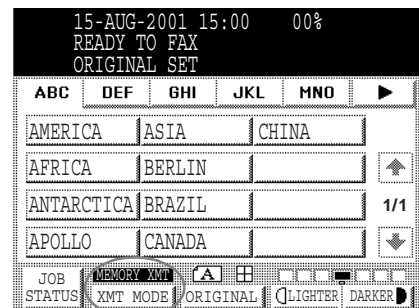 15-AUG-2001 15:00 00%
READY TO FAX
ORIGINAL SET
ABC DEF GHI JKL MNO
AMERICA ASIA CHINA
AFRICA BERLIN
ANTARCTICA BRAZIL 1/1
APOLLO CANADA
JOB STATUS MEMORY XMT A
XMT MODE ORIGINAL LIGHTER DARKER